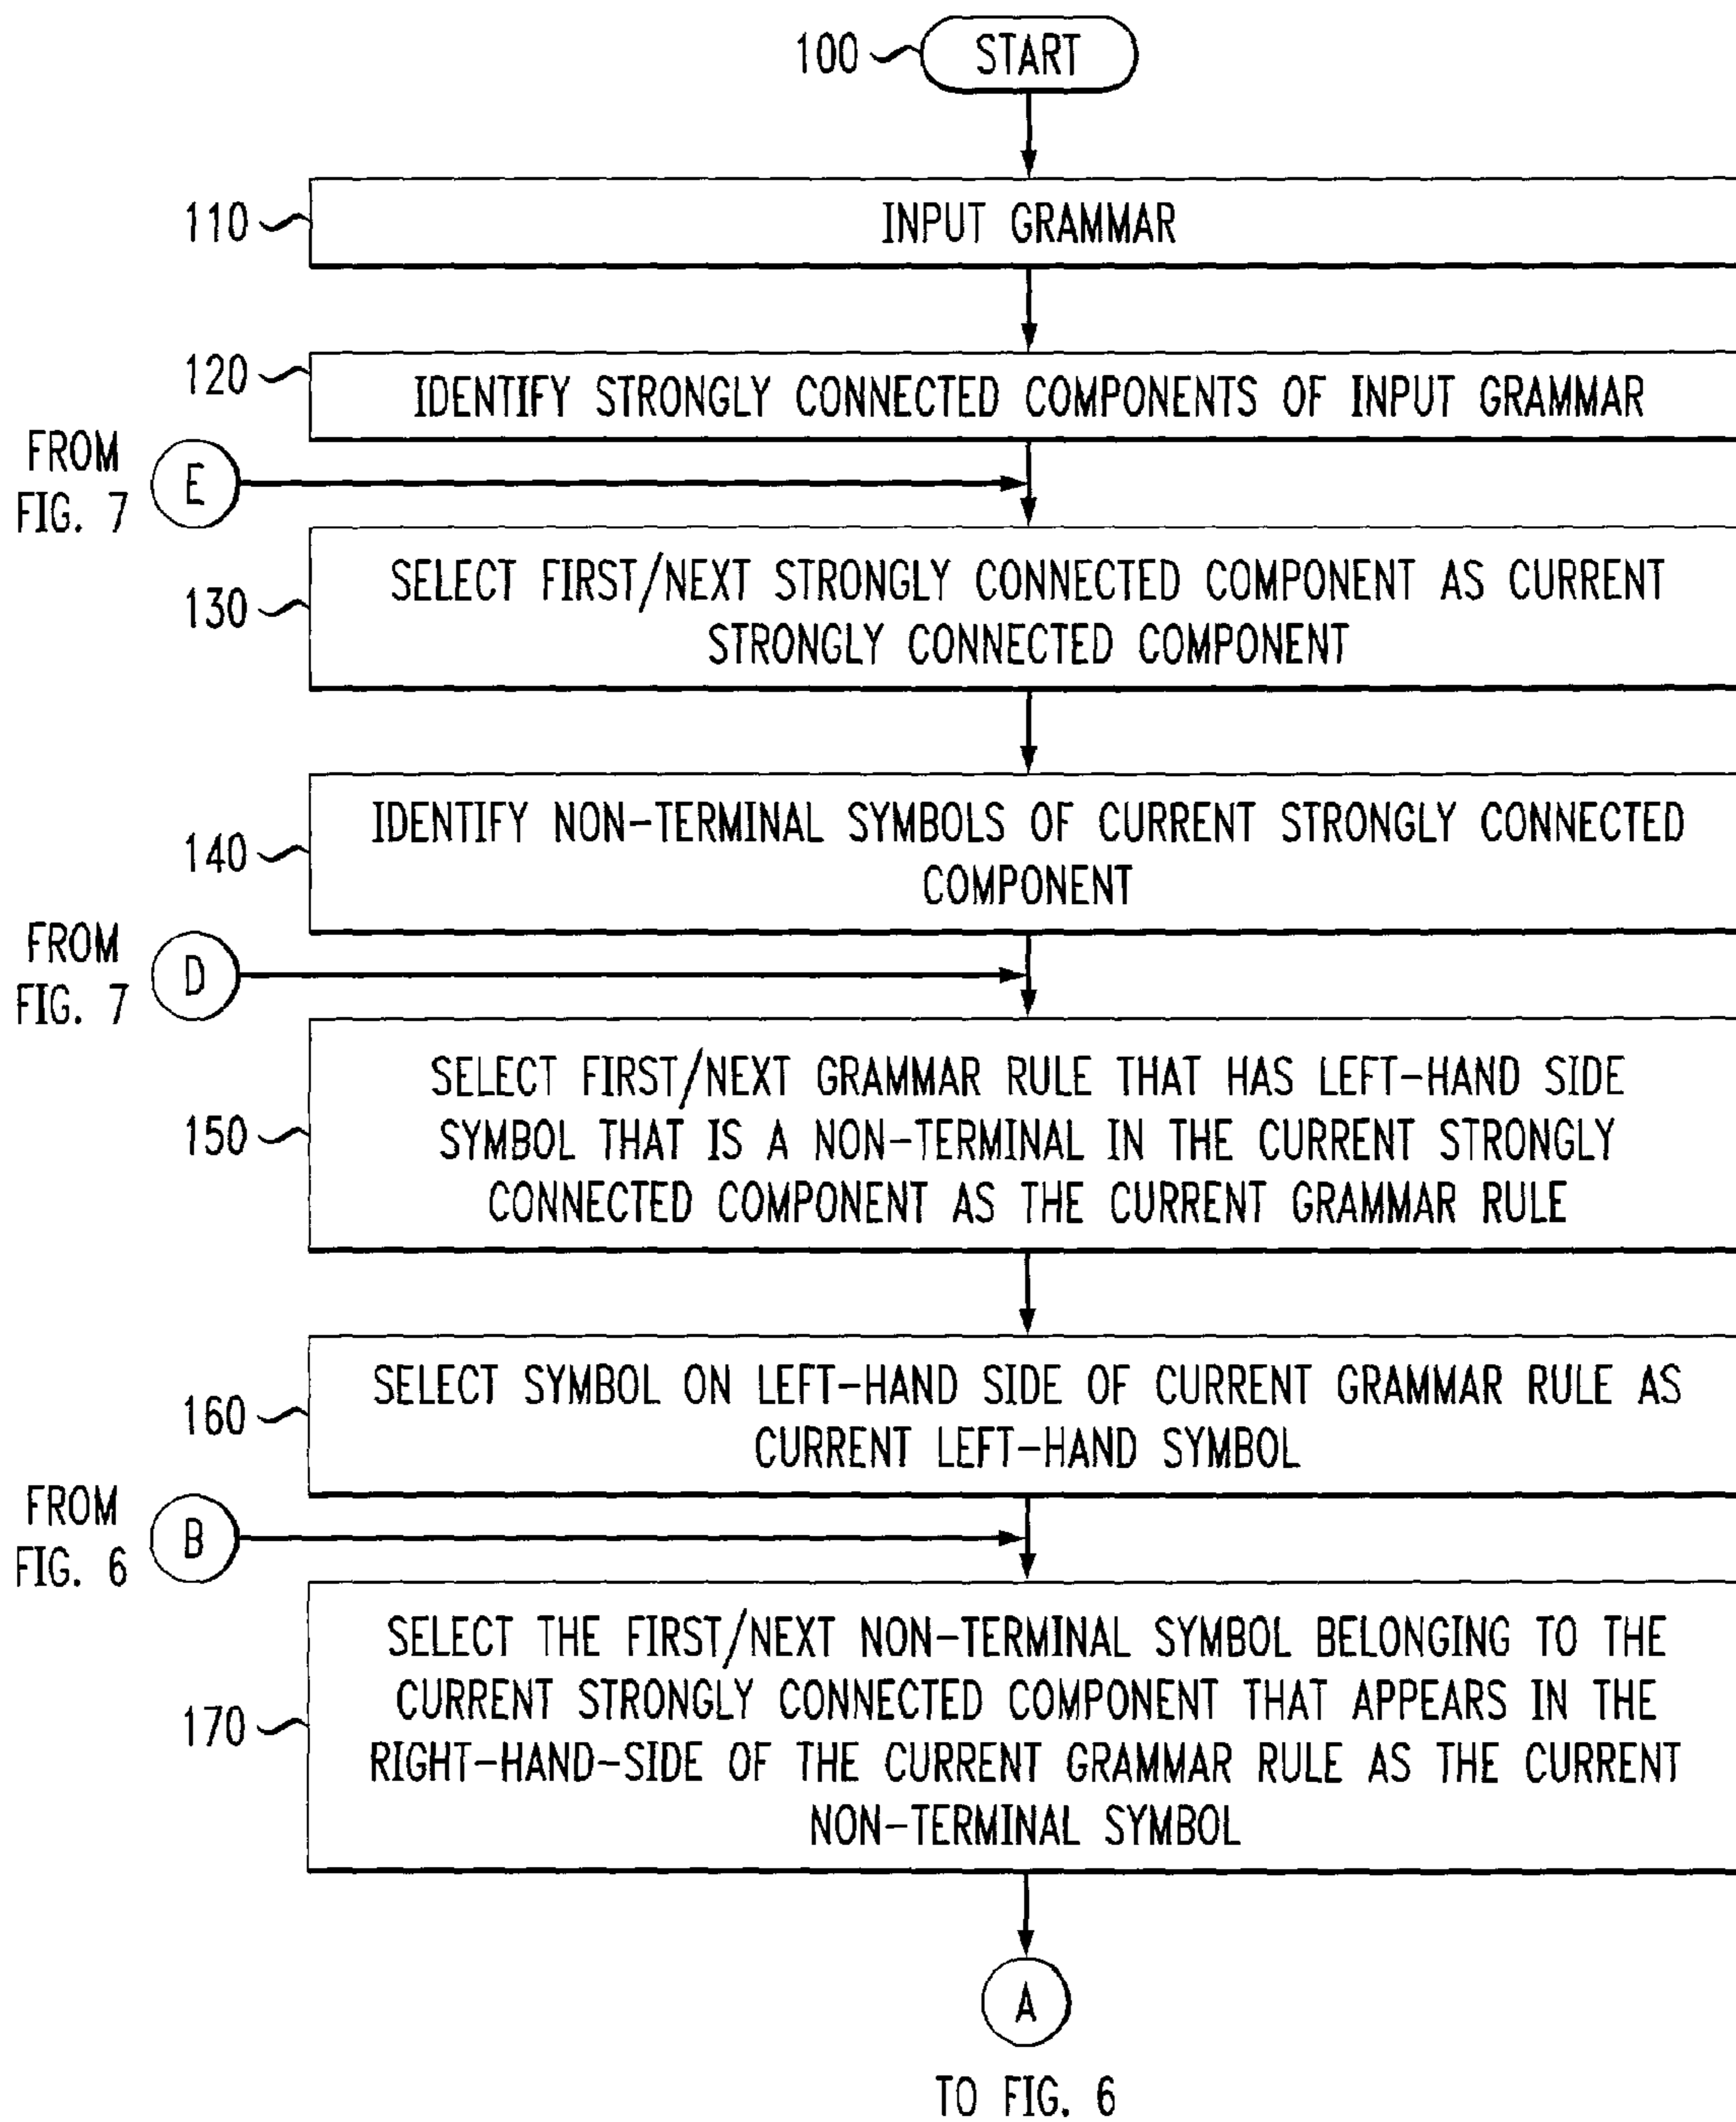 100
START
110
INPUT GRAMMAR
120
IDENTIFY STRONGLY CONNECTED COMPONENTS OF INPUT GRAMMAR
FROM
FIG. 7
E
130
SELECT FIRST/NEXT STRONGLY CONNECTED COMPONENT AS CURRENT
STRONGLY CONNECTED COMPONENT
140
IDENTIFY NON-TERMINAL SYMBOLS OF CURRENT STRONGLY CONNECTED
COMPONENT
FROM
FIG. 7
D
150
SELECT FIRST/NEXT GRAMMAR RULE THAT HAS LEFT-HAND SIDE
SYMBOL THAT IS A NON-TERMINAL IN THE CURRENT STRONGLY
CONNECTED COMPONENT AS THE CURRENT GRAMMAR RULE
160
SELECT SYMBOL ON LEFT-HAND SIDE OF CURRENT GRAMMAR RULE AS
CURRENT LEFT-HAND SYMBOL
FROM
FIG. 6
B
170
SELECT THE FIRST/NEXT NON-TERMINAL SYMBOL BELONGING TO THE
CURRENT STRONGLY CONNECTED COMPONENT THAT APPEARS IN THE
RIGHT-HAND-SIDE OF THE CURRENT GRAMMAR RULE AS THE CURRENT
NON-TERMINAL SYMBOL
A
TO FIG. 6